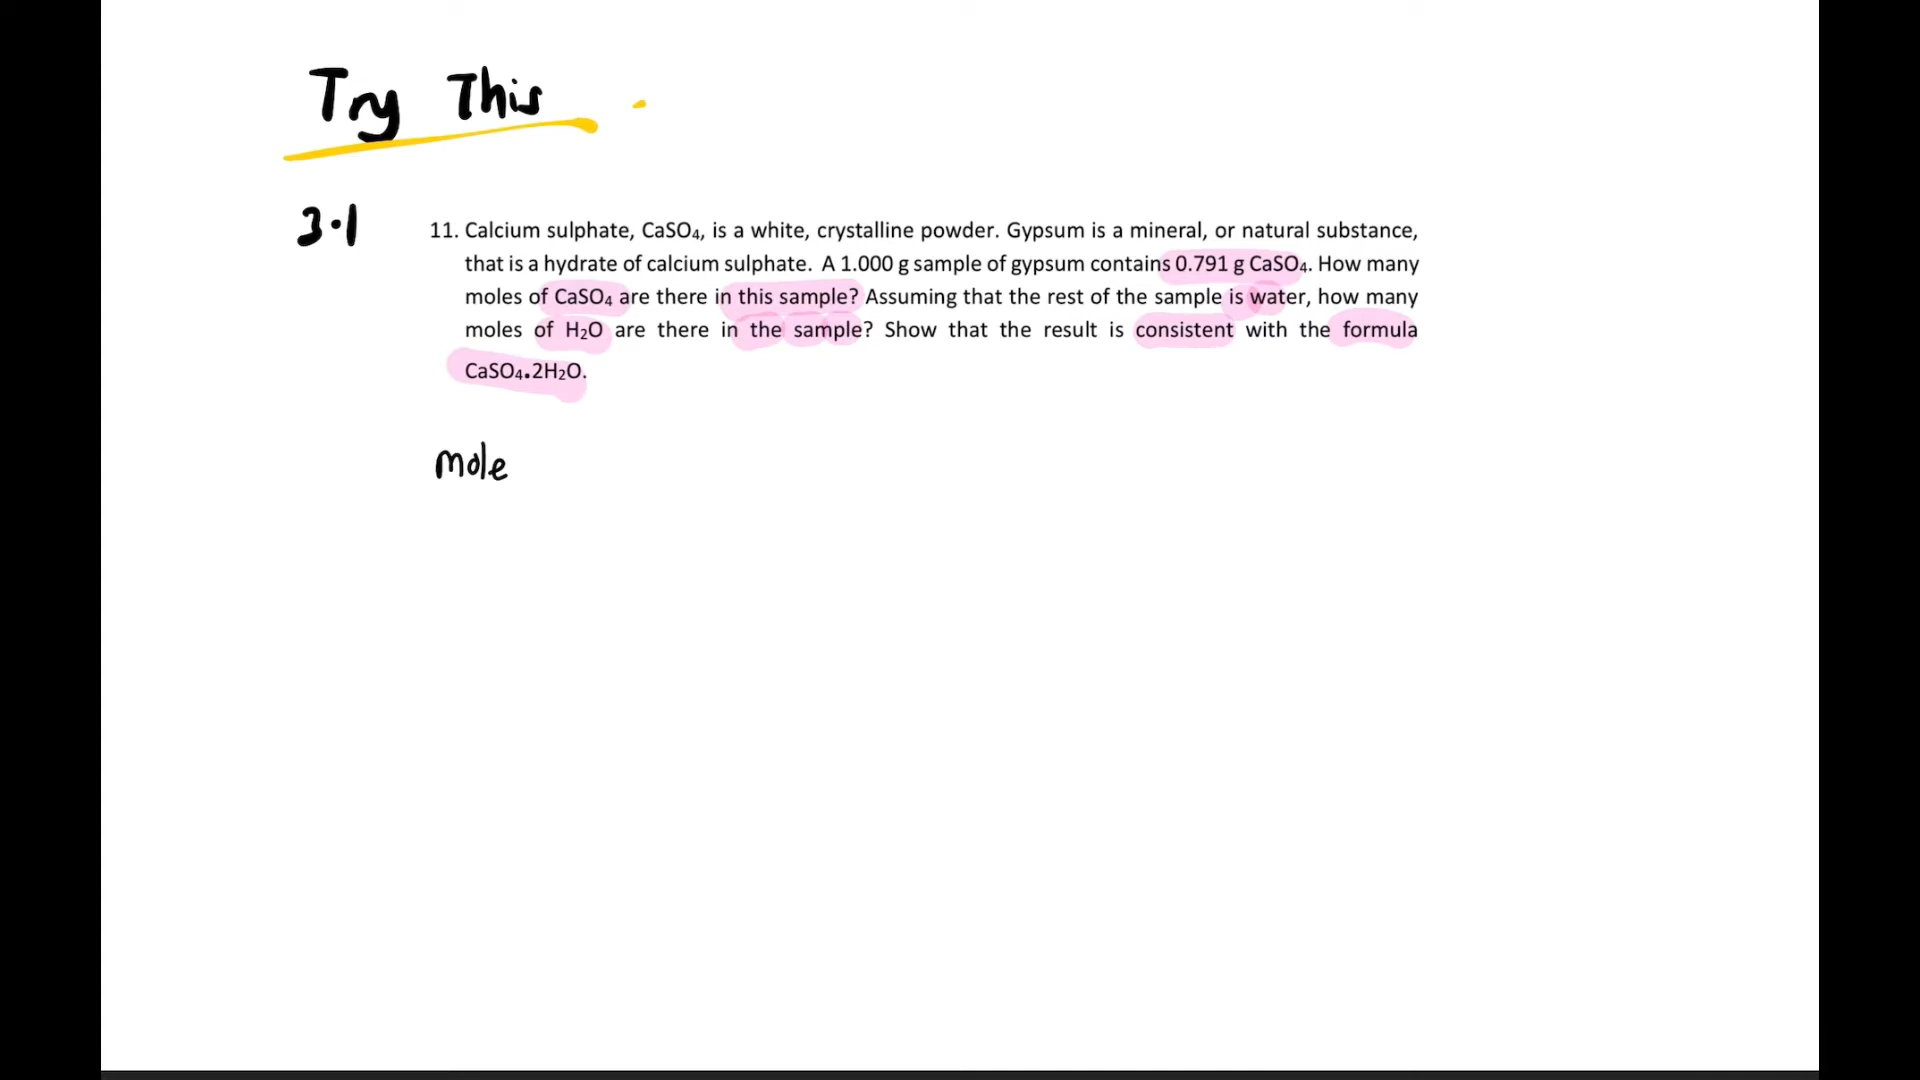 Try This
3.1
11. Calcium sulphate, CaSO₄, is a white, crystalline powder. Gypsum is a mineral, or natural substance,
that is a hydrate of calcium sulphate. A 1.000 g sample of gypsum contains 0.791 g CaSO₄. How many
moles of CaSO₄ are there in this sample? Assuming that the rest of the sample is water, how many
moles of H₂O are there in the sample? Show that the result is consistent with the formula
CaSO₄.2H₂O.
mole